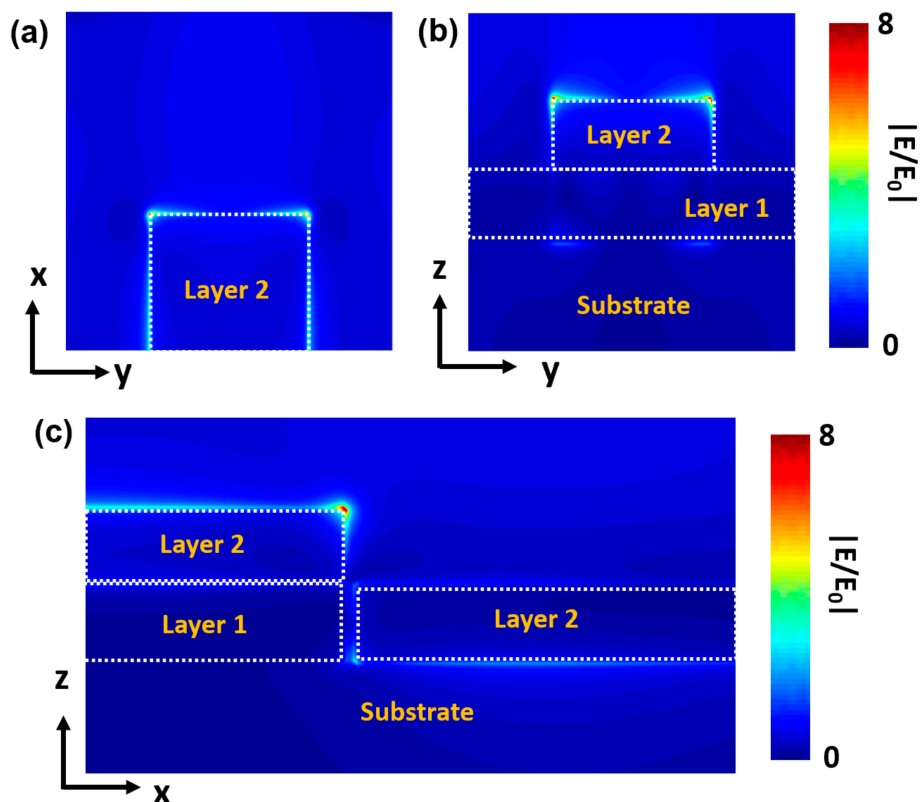 (a)
Layer 2
x
y
(b)
Layer 2
Layer 1
Substrate
z
y
8
|E/E₀|
0
(c)
Layer 2
Layer 1
Layer 2
Substrate
z
x
8
|E/E₀|
0